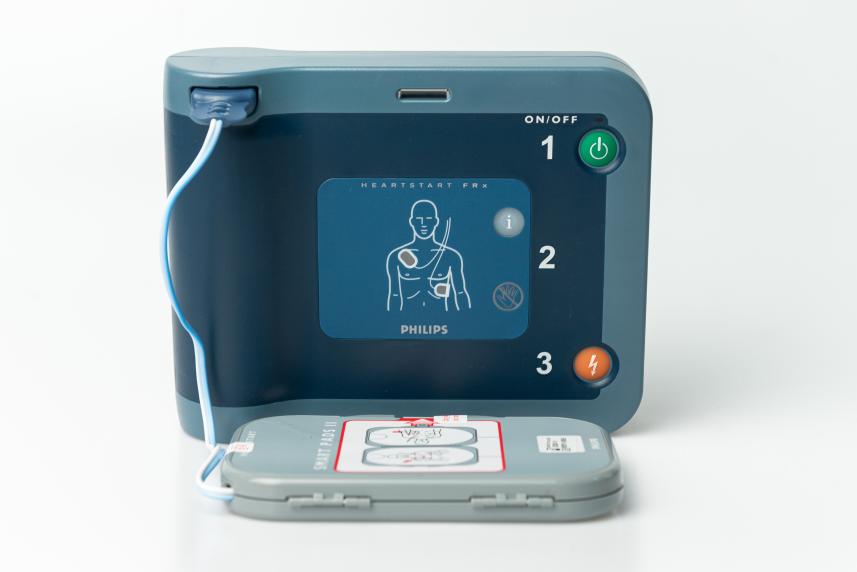 ON/OFF
1
HEARTSTART FRx
i
2
PHILIPS
3
SMART PADS II